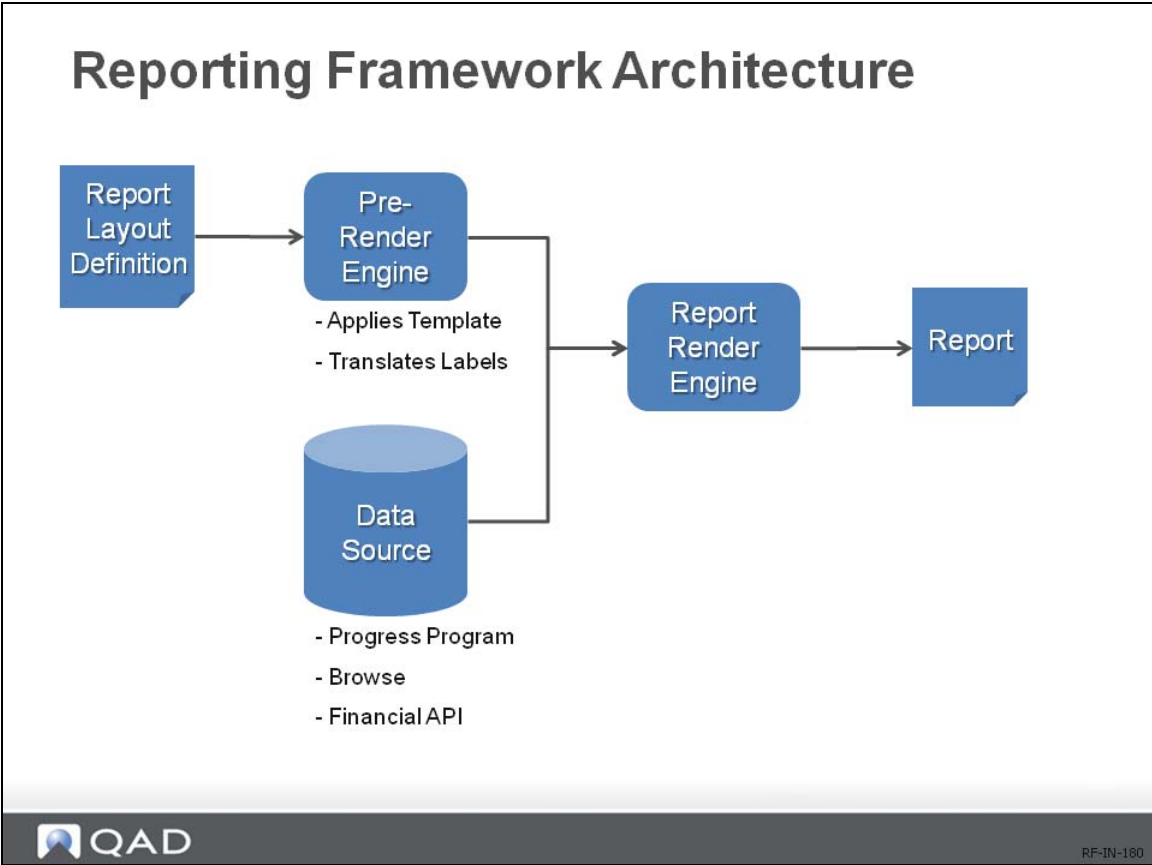 Reporting Framework Architecture
Report
Layout
Definition
Pre-
Render
Engine
- Applies Template
- Translates Labels
Report
Render
Engine
Report
Data
Source
- Progress Program
- Browse
- Financial API
QAD
RF-IN-180